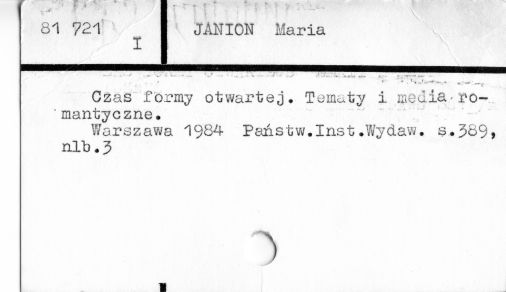 81 721
I
JANION Maria
Czas formy otwartej. Tematy i media ro-
mantyczne.
Warszawa 1984 Państw.Inst.Wydaw. s.389,
nlb.3